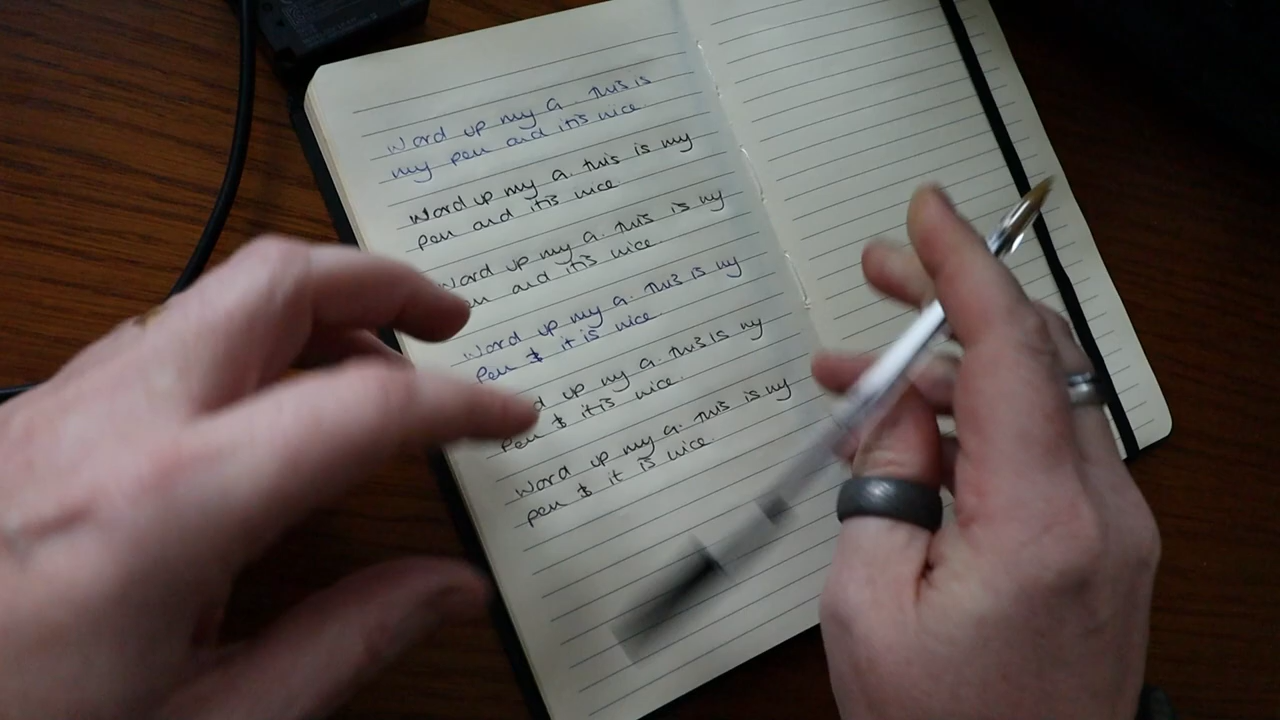 Word up my a. This is
my pen and it's nice.
Word up my a. This is my
pen and it's nice.
Word up my a. This is my
and it's nice.
Word up my a. This is my
Pen & it is nice.
up my a. This is my
Pen & it is nice.
Word up my a. This is my
pen & it is nice.